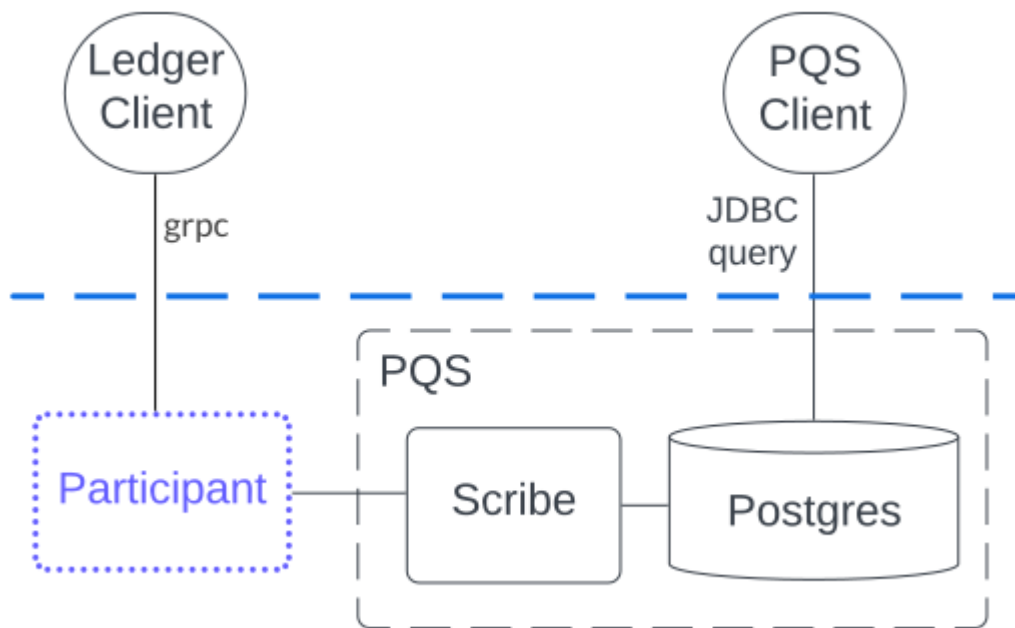 Ledger
Client
PQS
Client
grpc
JDBC
query
PQS
Participant
Scribe
Postgres